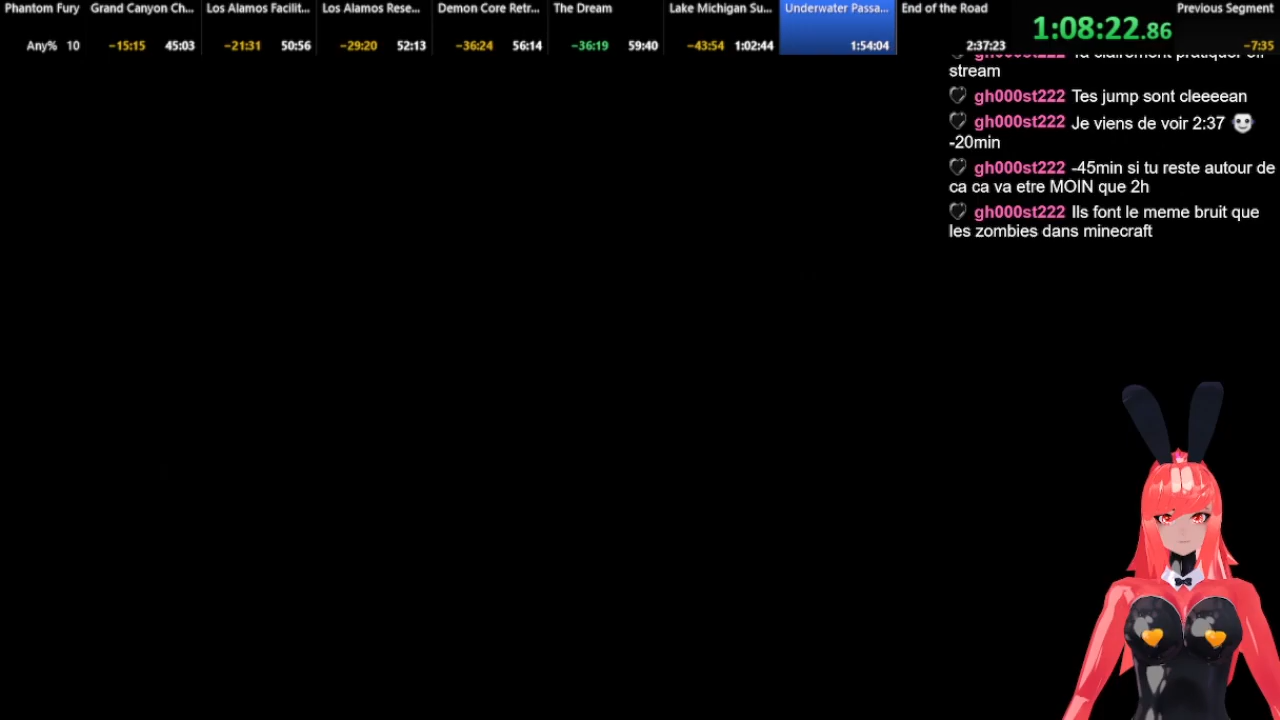 Phantom Fury
Any% 10
Grand Canyon Ch...
-15:15 45:03
Los Alamos Facilit...
-21:31 50:56
Los Alamos Rese...
-29:20 52:13
Demon Core Retr...
-36:24 56:14
The Dream
-36:19 59:40
Lake Michigan Su...
-43:54 1:02:44
Underwater Passa...
1:54:04
End of the Road
2:37:23
1:08:22.86
Previous Segment
-7:35
stream
gh000st222 Tes jump sont cleeeean
gh000st222 Je viens de voir 2:37
-20min
gh000st222 -45min si tu reste autour de
ca ca va etre MOIN que 2h
gh000st222 Ils font le meme bruit que
les zombies dans minecraft